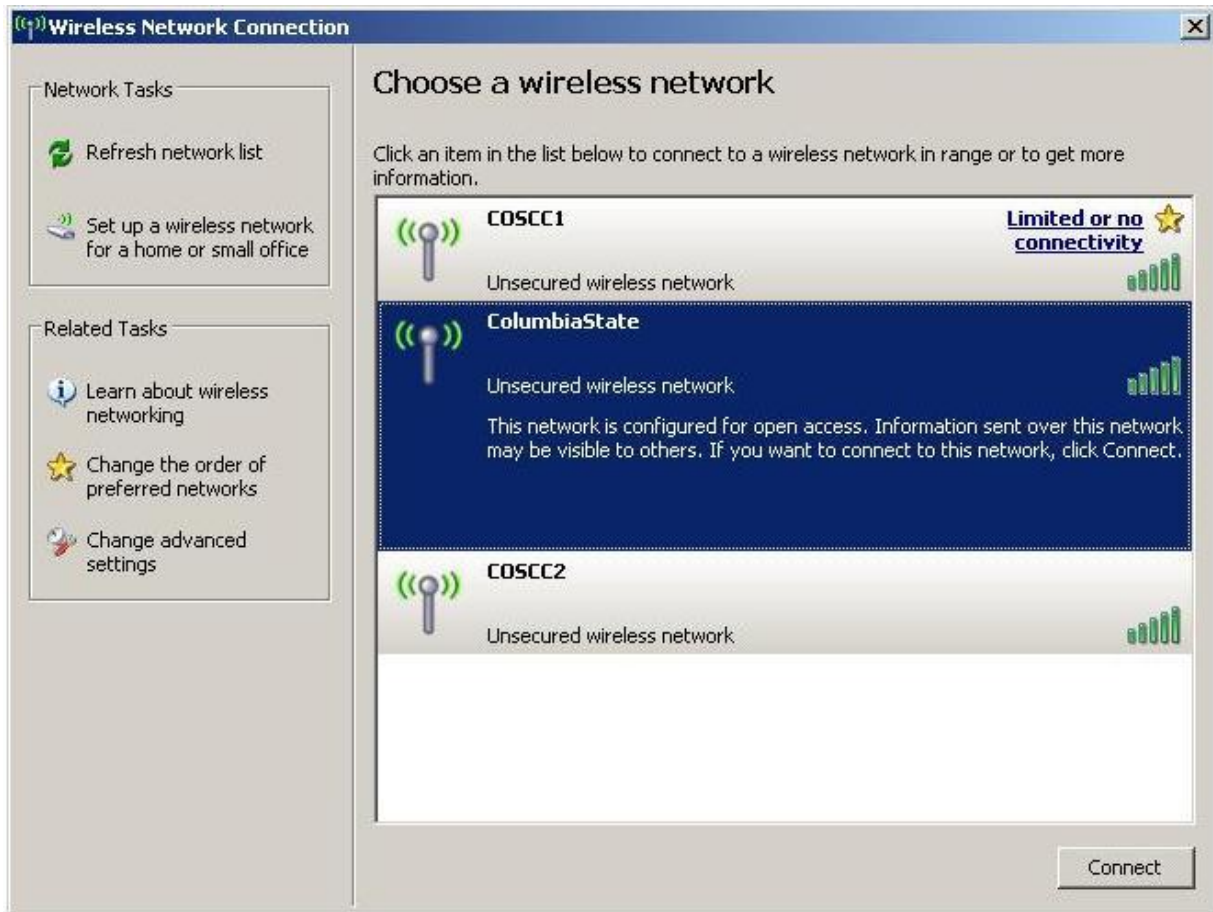 Wireless Network Connection
Network Tasks
Refresh network list
Set up a wireless network
for a home or small office
Related Tasks
Learn about wireless
networking
Change the order of
preferred networks
Change advanced
settings
Choose a wireless network
Click an item in the list below to connect to a wireless network in range or to get more
information.
COSCC1
Limited or no
connectivity
Unsecured wireless network
ColumbiaState
Unsecured wireless network
This network is configured for open access. Information sent over this network
may be visible to others. If you want to connect to this network, click Connect.
COSCC2
Unsecured wireless network
Connect